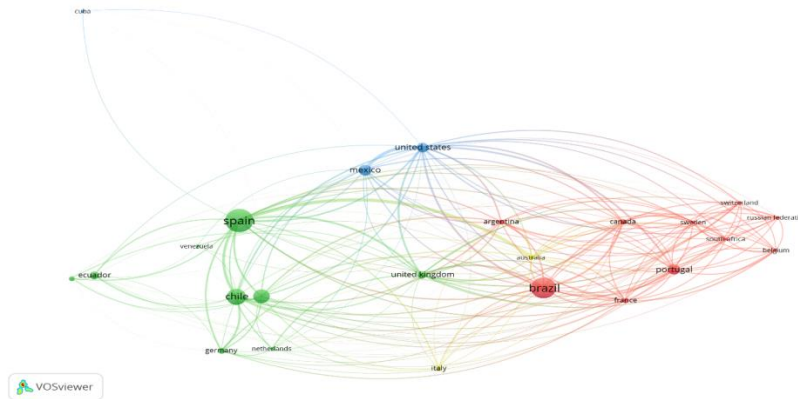 cuba
united states
mexico
switzerland
spain
argentina
canada
sweden
russian federati
venezuela
south africa
australia
belgium
ecuador
united kingdom
portugal
chile
brazil
france
germany
netherlands
italy
VOSviewer